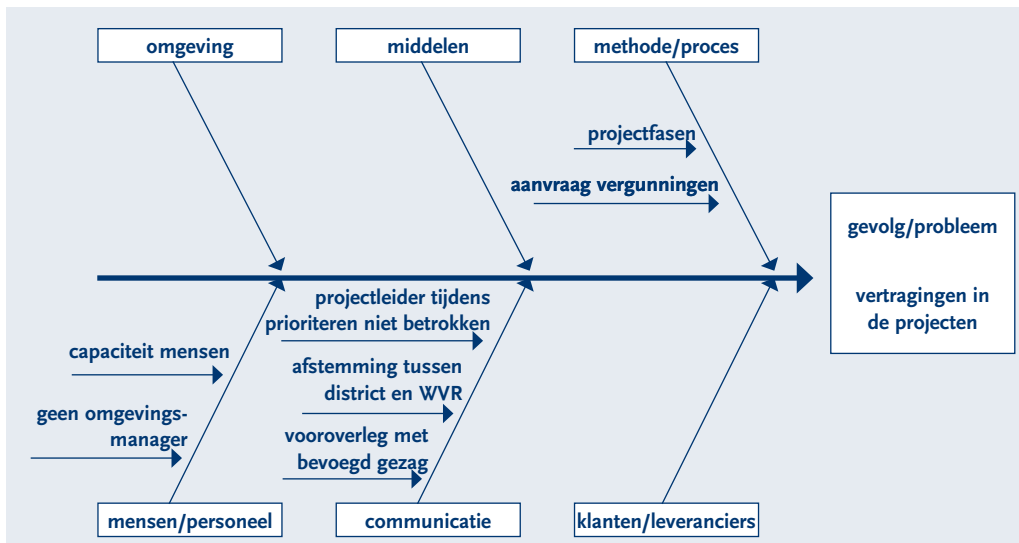 omgeving
middelen
methode/proces
projectfasen
aanvraag vergunningen
gevolg/probleem
vertragingen in
de projecten
projectleider tijdens
prioriteren niet betrokken
capaciteit mensen
afstemming tussen
district en WVR
geen omgevings-
manager
vooroverleg met
bevoegd gezag
mensen/personeel
communicatie
klanten/leveranciers